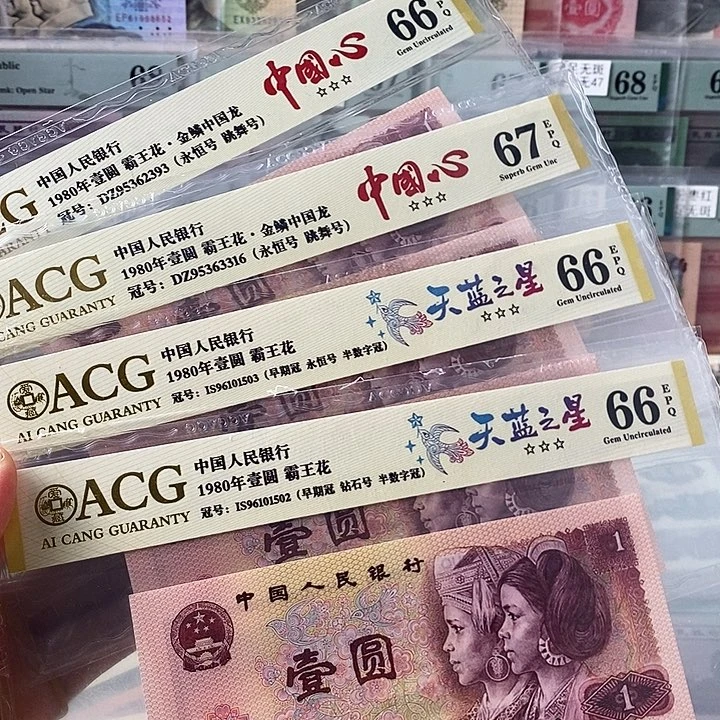 66 EPQ
Gem Uncirculated
中國心
☆☆☆
中国人民银行
1980年壹圆 霸王花·金鳞中国龙
冠号：DZ95362393（永恒号 跳舞号）
67 EPQ
Superb Gem Unc
中國心
☆☆☆
ACG
中国人民银行
1980年壹圆 霸王花·金鳞中国龙
冠号：DZ95363316（永恒号 跳舞号）
CANG GUARANTY
66 EPQ
Gem Uncirculated
天蓝之星
☆☆☆
ACG
AI CANG GUARANTY
中国人民银行
1980年壹圆 霸王花
冠号：IS96101503（早期冠 永恒号 半数字冠）
66 EPQ
Gem Uncirculated
天蓝之星
☆☆☆
ACG
AI CANG GUARANTY
中国人民银行
1980年壹圆 霸王花
冠号：IS96101502（早期冠 钻石号 半数字冠）
壹圆
中国人民银行
壹圆
1
1
68